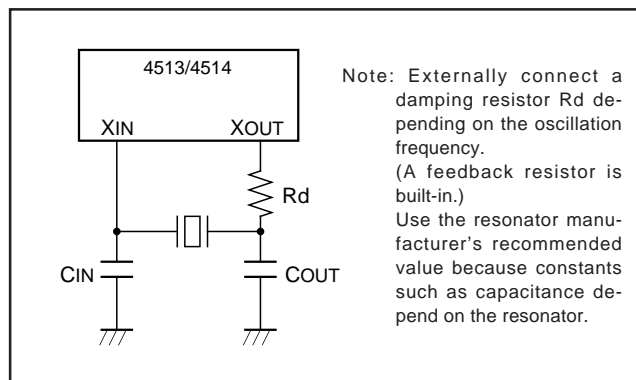 4513/4514
XIN
XOUT
Rd
CIN
COUT
Note: Externally connect a
damping resistor Rd de-
pending on the oscillation
frequency.
(A feedback resistor is
built-in.)
Use the resonator manu-
facturer's recommended
value because constants
such as capacitance de-
pend on the resonator.